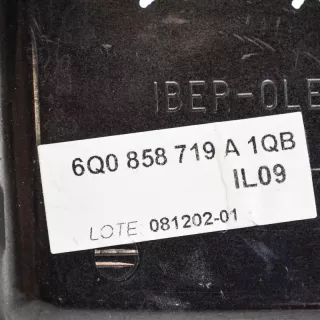 IBER-OLE
6Q0 858 719 A 1QB
IL09
LOTE: 081202-01